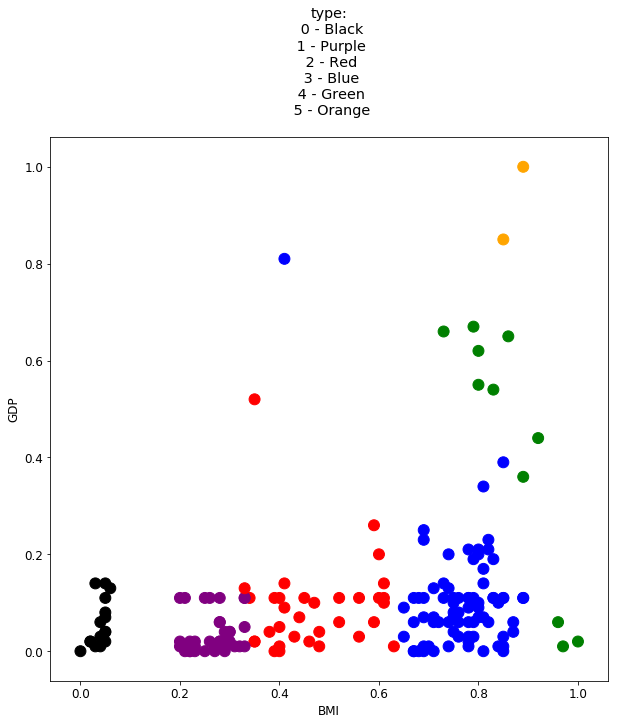 type:
0 - Black
1 - Purple
2 - Red
3 - Blue
4 - Green
5 - Orange
1.0
0.8
0.6
GDP
0.4
0.2
0.0
0.0 0.2 0.4 0.6 0.8 1.0
BMI